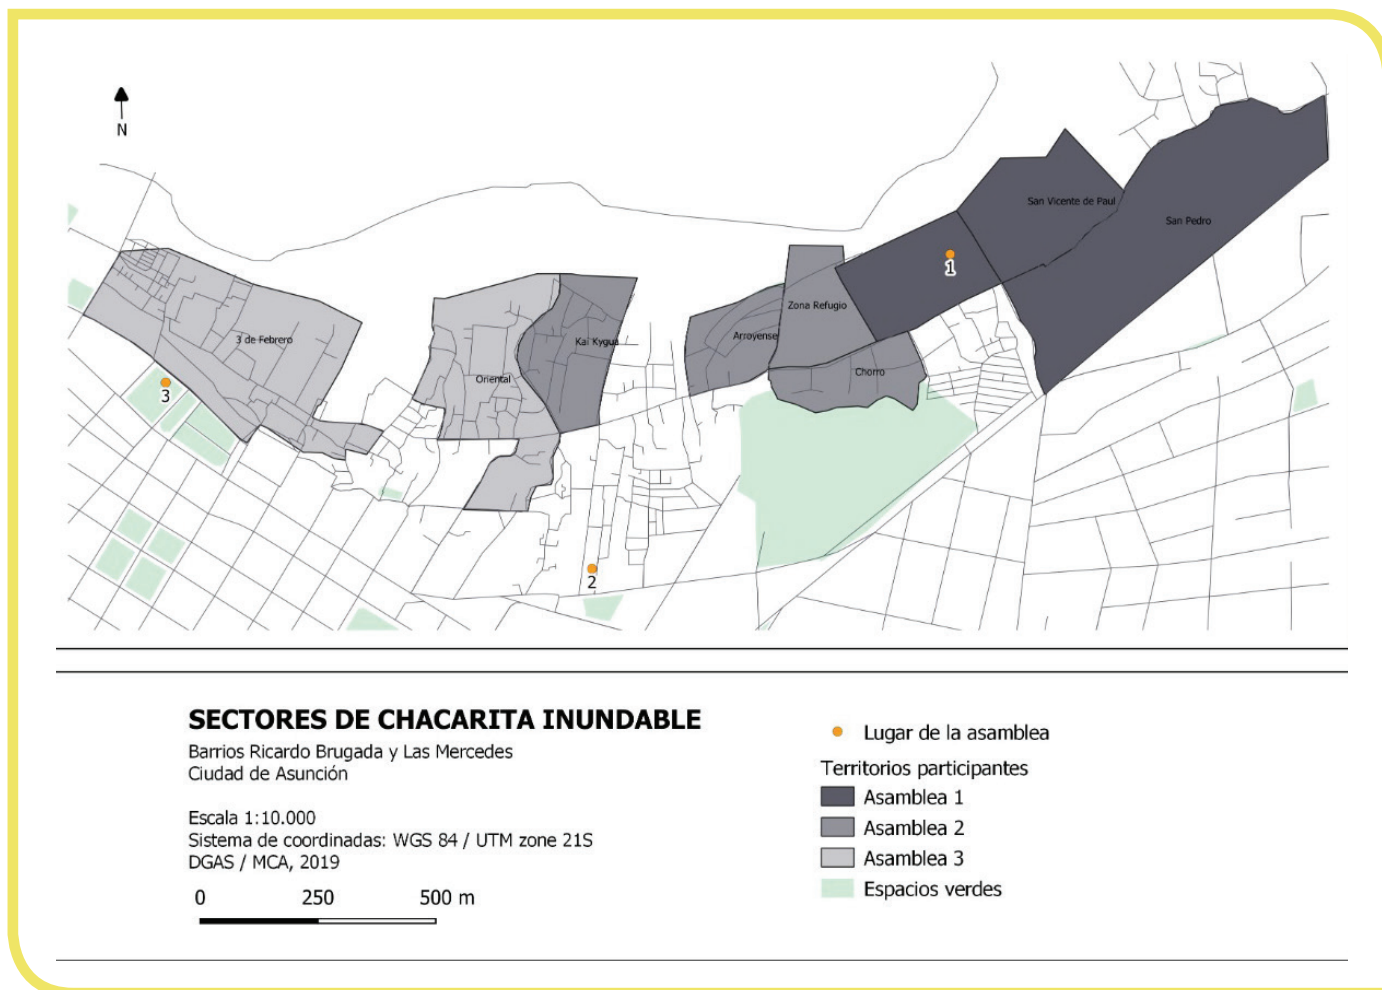 N
San Vicente de Paul
San Pedro
1
Zona Refugio
3 de Febrero
Kai Kygua
Arroyense
Oriental
Chorro
3
2
SECTORES DE CHACARITA INUNDABLE
Barrios Ricardo Brugada y Las Mercedes
Ciudad de Asunción
Escala 1:10.000
Sistema de coordinadas: WGS 84 / UTM zone 21S
DGAS / MCA, 2019
0 250 500 m
Lugar de la asamblea
Territorios participantes
Asamblea 1
Asamblea 2
Asamblea 3
Espacios verdes